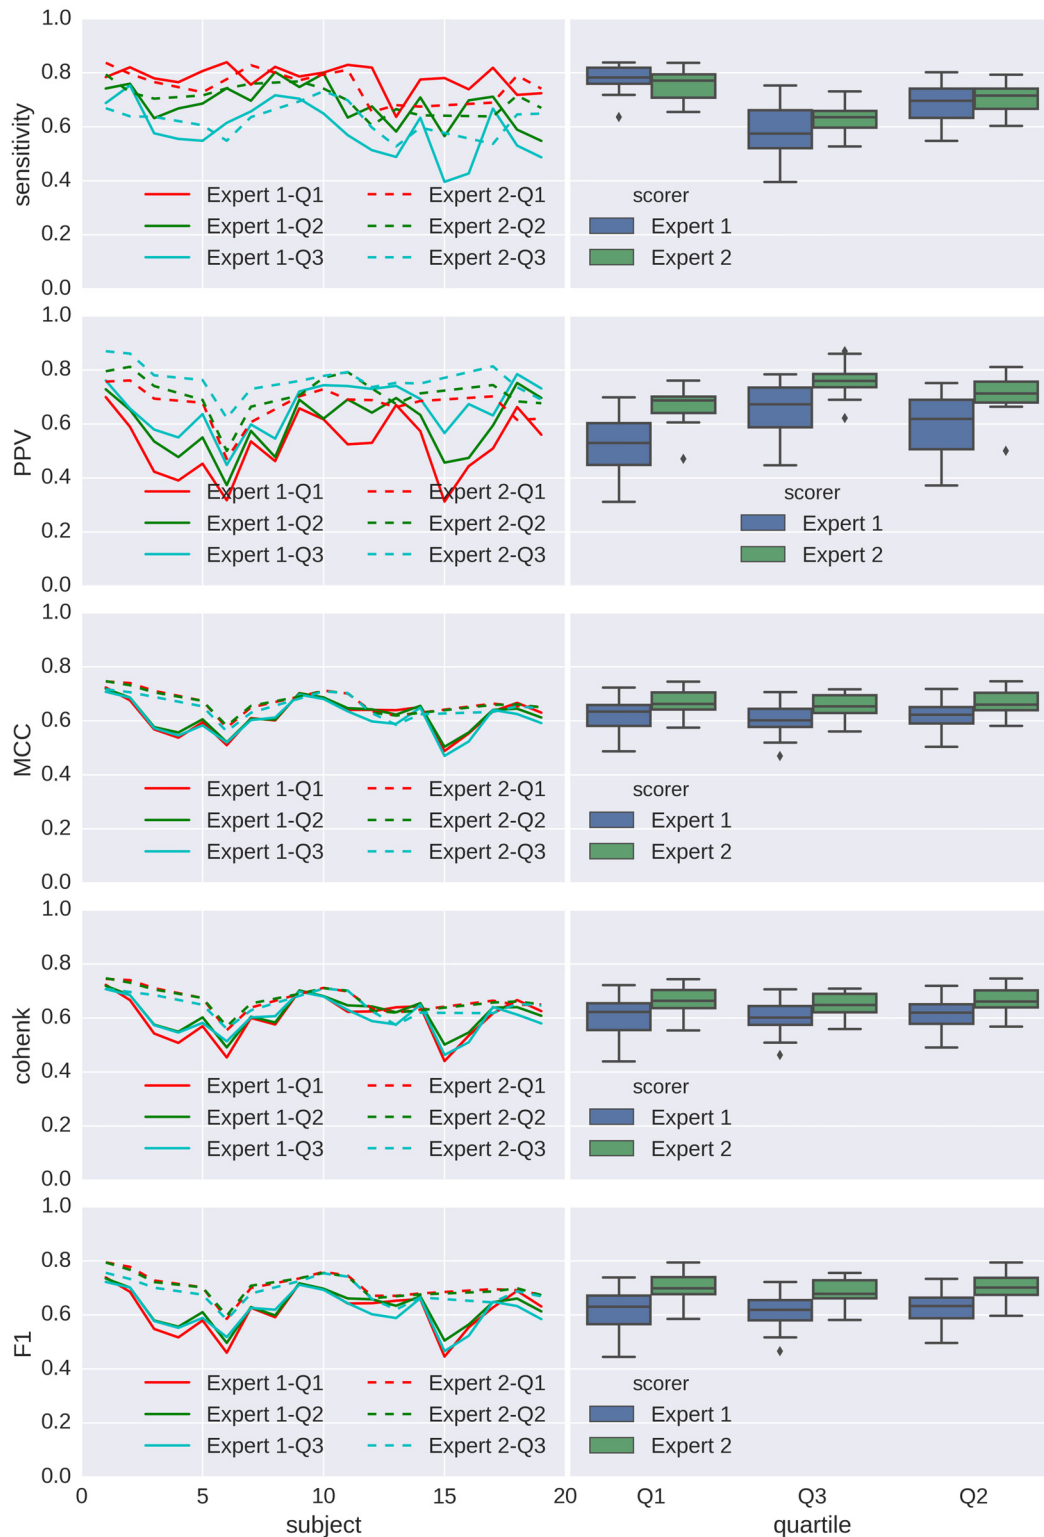 1.0
0.8
0.6
0.4
0.2
0.0
sensitivity
Expert 1-Q1 Expert 2-Q1
Expert 1-Q2 Expert 2-Q2
Expert 1-Q3 Expert 2-Q3
scorer
Expert 1
Expert 2
1.0
0.8
0.6
0.4
0.2
0.0
PPV
Expert 1-Q1 Expert 2-Q1
Expert 1-Q2 Expert 2-Q2
Expert 1-Q3 Expert 2-Q3
scorer
Expert 1
Expert 2
1.0
0.8
0.6
0.4
0.2
0.0
MCC
Expert 1-Q1 Expert 2-Q1
Expert 1-Q2 Expert 2-Q2
Expert 1-Q3 Expert 2-Q3
scorer
Expert 1
Expert 2
1.0
0.8
0.6
0.4
0.2
0.0
cohenk
Expert 1-Q1 Expert 2-Q1
Expert 1-Q2 Expert 2-Q2
Expert 1-Q3 Expert 2-Q3
scorer
Expert 1
Expert 2
1.0
0.8
0.6
0.4
0.2
0.0
F1
Expert 1-Q1 Expert 2-Q1
Expert 1-Q2 Expert 2-Q2
Expert 1-Q3 Expert 2-Q3
scorer
Expert 1
Expert 2
0 5 10 15 20
subject
Q1 Q3 Q2
quartile